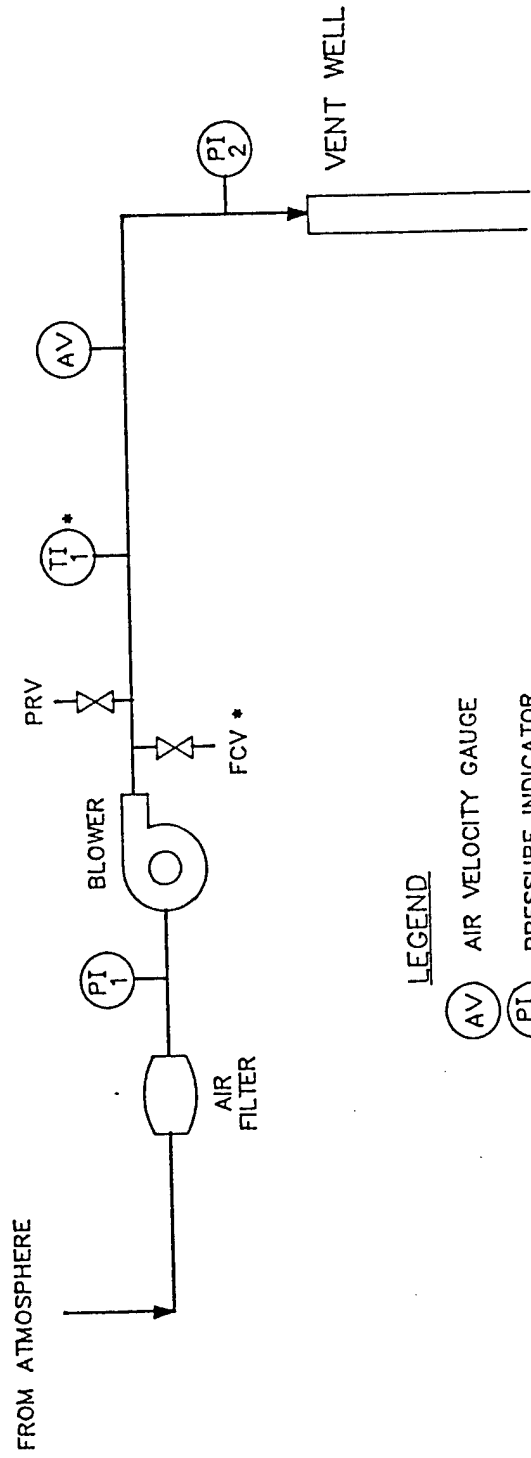 FROM ATMOSPHERE
AIR
FILTER
PI
1
BLOWER
FCV *
PRV
TI
1
*
AV
PI
2
VENT WELL
LEGEND
AV AIR VELOCITY GAUGE
PI PRESSURE INDICATOR